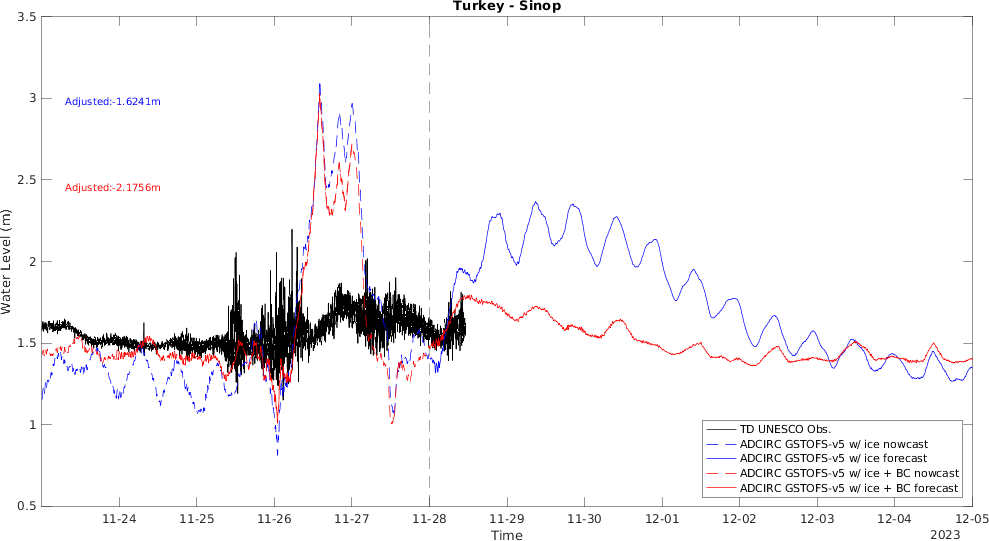 Turkey - Sinop
3.5
3
2.5
2
1.5
1
0.5
Water Level (m)
Adjusted:-1.6241m
Adjusted:-2.1756m
TD UNESCO Obs.
ADCIRC GSTOFS-v5 w/ ice nowcast
ADCIRC GSTOFS-v5 w/ ice forecast
ADCIRC GSTOFS-v5 w/ ice + BC nowcast
ADCIRC GSTOFS-v5 w/ ice + BC forecast
11-24 11-25 11-26 11-27 11-28 11-29 11-30 12-01 12-02 12-03 12-04 12-05
Time
2023